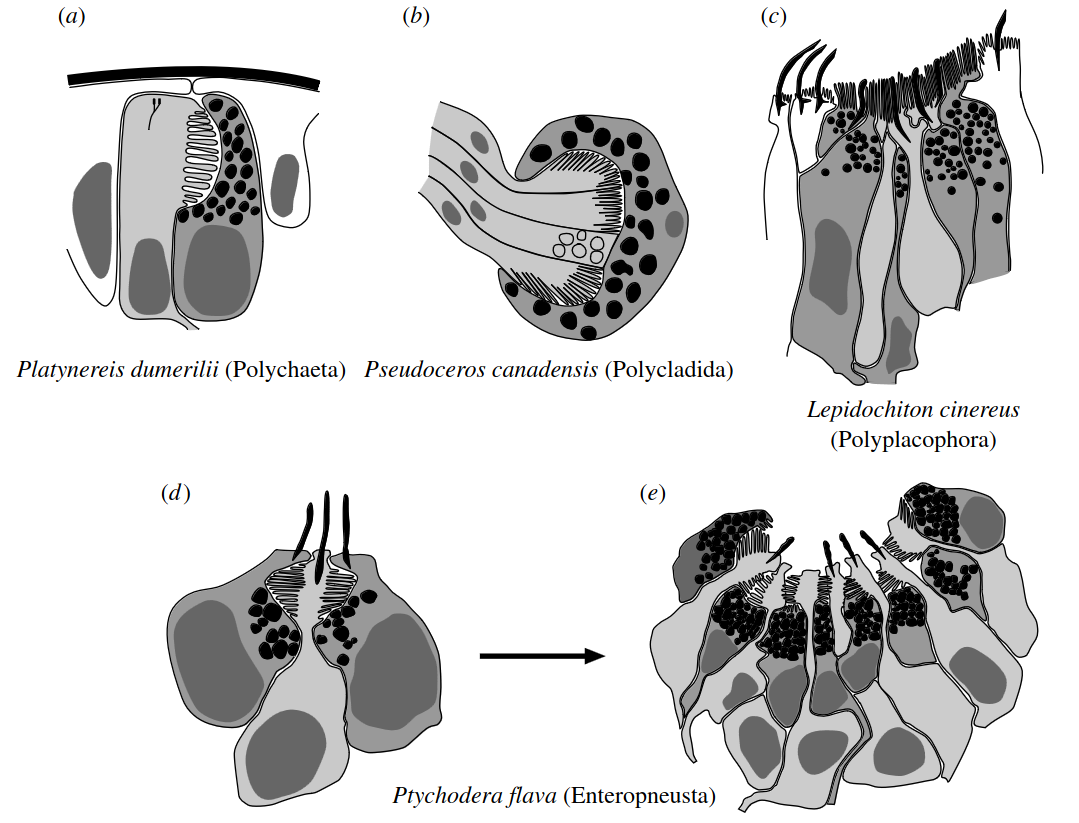 (a)
(b)
(c)
Platynereis dumerilii (Polychaeta)
Pseudoceros canadensis (Polycladida)
Lepidochiton cinereus
(Polyplacophora)
(d)
(e)
Ptychodera flava (Enteropneusta)